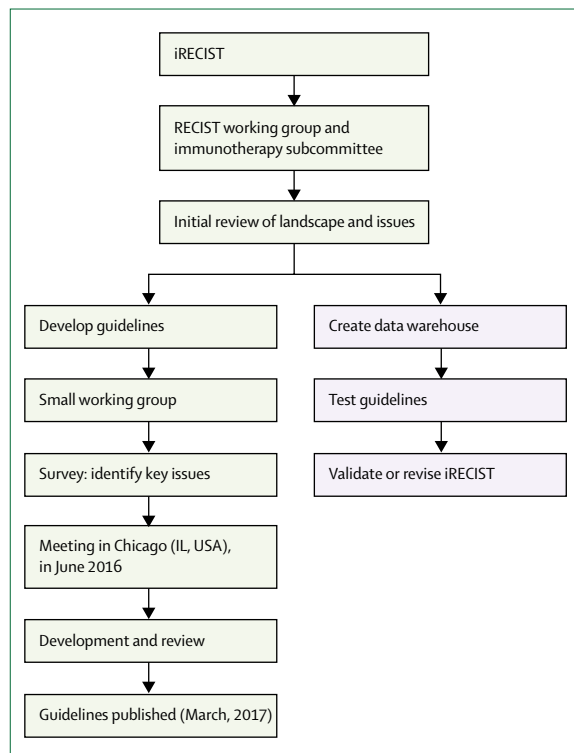 iRECIST
RECIST working group and
immunotherapy subcommittee
Initial review of landscape and issues
Develop guidelines
Small working group
Survey: identify key issues
Meeting in Chicago (IL, USA),
in June 2016
Development and review
Guidelines published (March, 2017)
Create data warehouse
Test guidelines
Validate or revise iRECIST